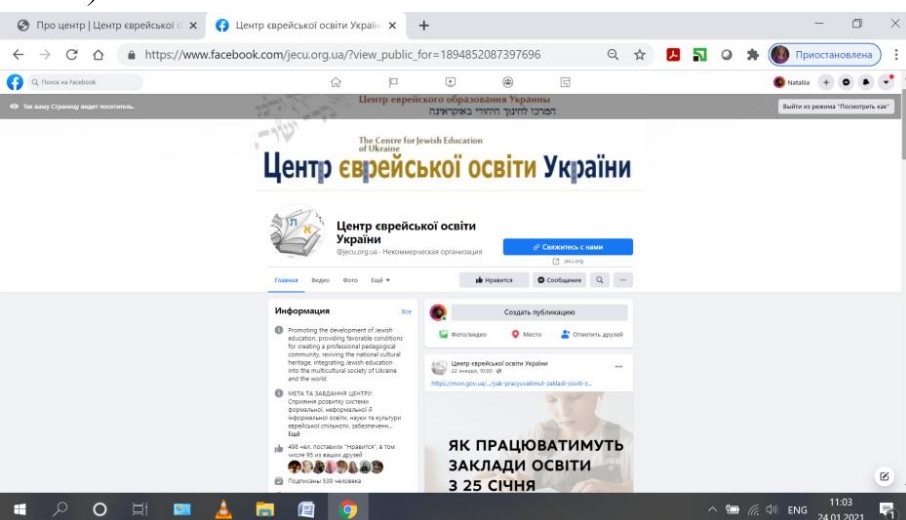 Про центр | Центр єврейської о
Центр єврейської освіти Україн
https://www.facebook.com/jecu.org.ua/?view_public_for=1894852087397696
Приостановлена
Поиск на Facebook
Natalia
Так вашу Страницу видит посетитель.
Выйти из режима "Посмотреть как"
Центр еврейского образования Украины
המרכז לחינוך היהודי באוקראינה
The Centre for Jewish Education
of Ukraine
Центр єврейської освіти України
Центр єврейської освіти
України
@jecu.org.ua · Некоммерческая организация
Свяжитесь с нами
jecu.org
Главная Видео Фото Ещё
Нравится
Сообщение
Информация
Все
Promoting the development of Jewish
education, providing favorable conditions
for creating a professional pedagogical
community, reviving the national cultural
heritage, integrating Jewish education
into the multicultural society of Ukraine
and the world
МЕТА ТА ЗАВДАННЯ ЦЕНТРУ:
Сприяння розвитку системи
формальної, неформальної й
інформальної освіти, науки та культури
єврейської спільноти, забезпеченн...
Ещё
498 чел. поставили "Нравится", в том
числе 95 из ваших друзей
Подписаны 539 человека
Создать публикацию
Фото/видео
Место
Отметить друзей
Центр єврейської освіти України
22 января, 10:05
https://mon.gov.ua/.../yak-pracyuvatimut-zakladi-osviti-z...
ЯК ПРАЦЮВАТИМУТЬ
ЗАКЛАДИ ОСВІТИ
З 25 СІЧНЯ
ENG
11:03
24.01.2021